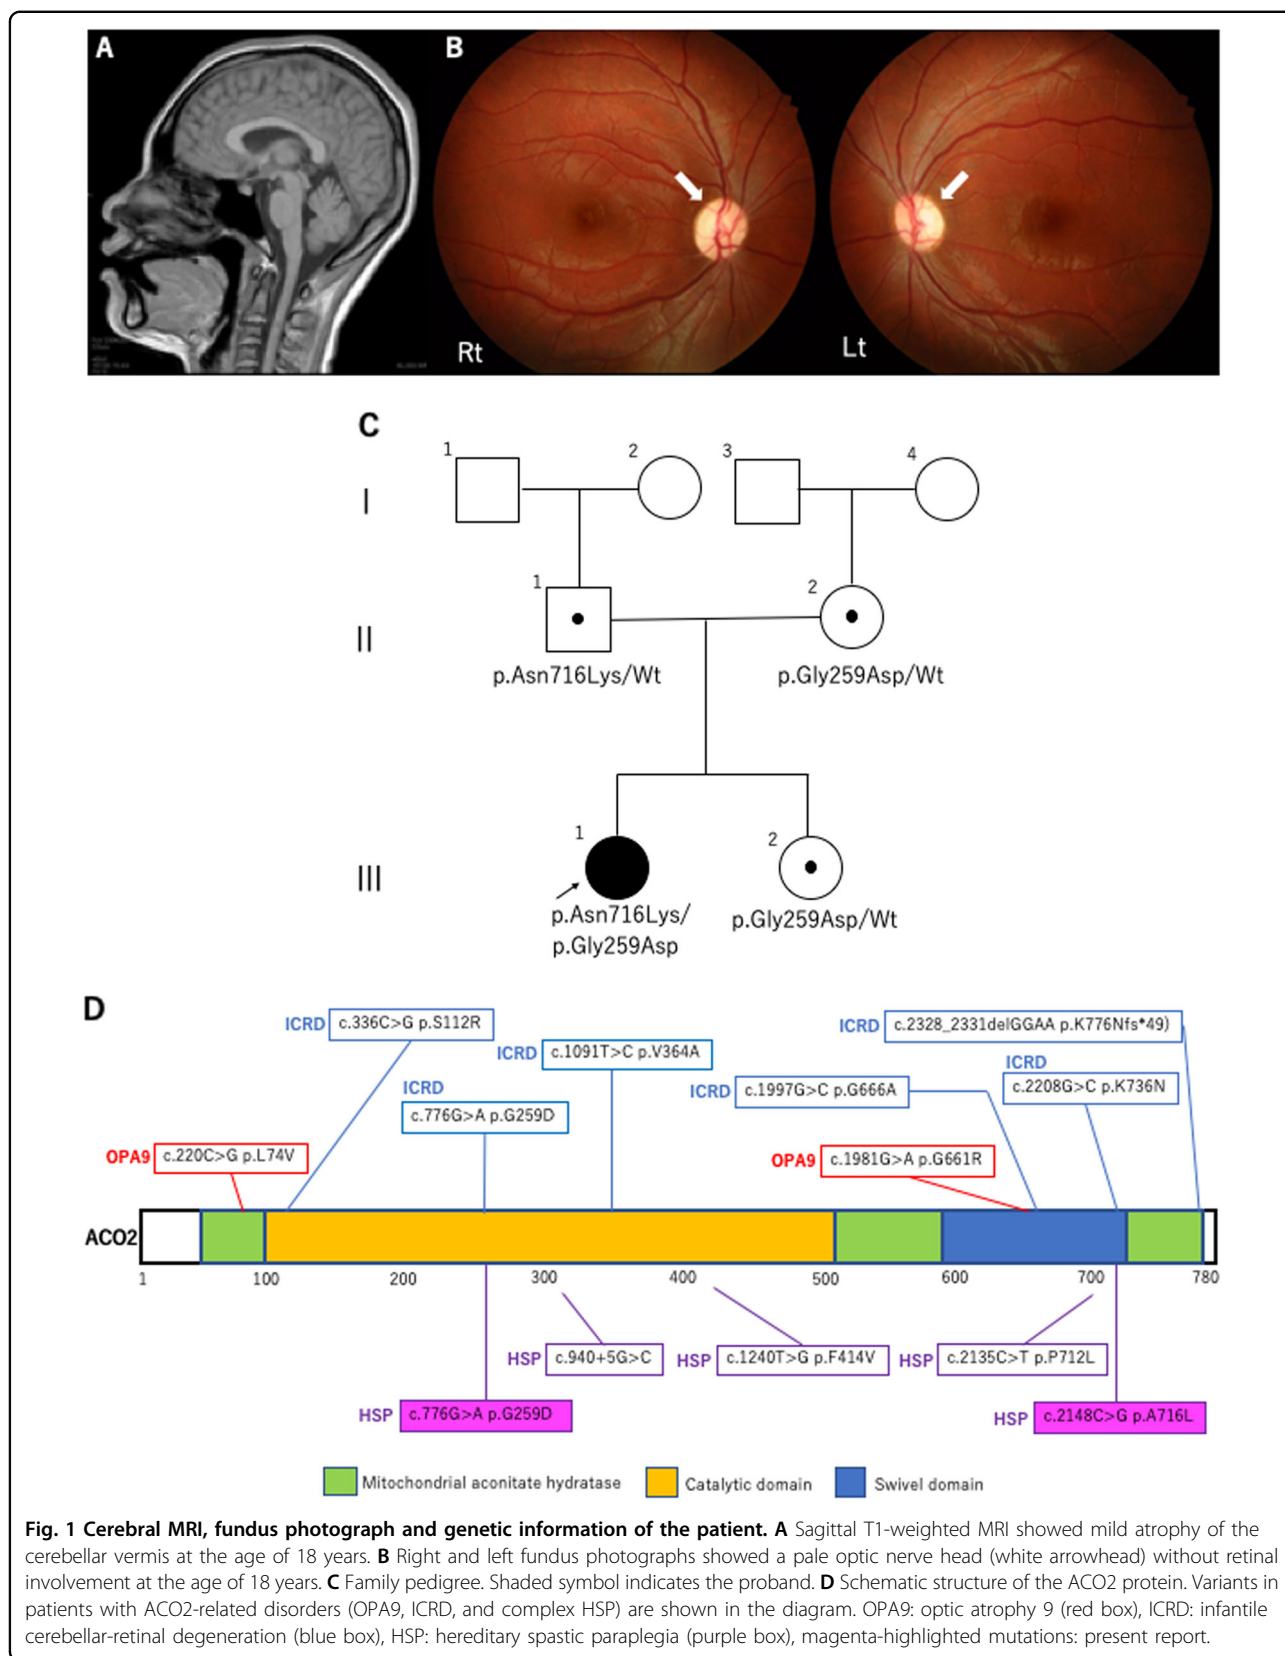 A
B
Rt
Lt
C
1
2
3
4
I
1
2
II
p.Asn716Lys/Wt
p.Gly259Asp/Wt
1
2
III
p.Asn716Lys/
p.Gly259Asp
p.Gly259Asp/Wt
D
ICRD
c.336C>G p.S112R
ICRD
c.2328_2331delGGAA p.K776Nfs*49)
ICRD
c.1091T>C p.V364A
ICRD
c.2208G>C p.K736N
ICRD
c.776G>A p.G259D
ICRD
c.1997G>C p.G666A
OPA9
c.220C>G p.L74V
OPA9
c.1981G>A p.G661R
ACO2
1
100
200
300
400
500
600
700
780
HSP
c.940+5G>C
HSP
c.1240T>G p.F414V
HSP
c.2135C>T p.P712L
HSP
c.776G>A p.G259D
HSP
c.2148C>G p.A716L
Mitochondrial aconitate hydratase
Catalytic domain
Swivel domain
Fig. 1 Cerebral MRI, fundus photograph and genetic information of the patient. A Sagittal T1-weighted MRI showed mild atrophy of the
cerebellar vermis at the age of 18 years. B Right and left fundus photographs showed a pale optic nerve head (white arrowhead) without retinal
involvement at the age of 18 years. C Family pedigree. Shaded symbol indicates the proband. D Schematic structure of the ACO2 protein. Variants in
patients with ACO2-related disorders (OPA9, ICRD, and complex HSP) are shown in the diagram. OPA9: optic atrophy 9 (red box), ICRD: infantile
cerebellar-retinal degeneration (blue box), HSP: hereditary spastic paraplegia (purple box), magenta-highlighted mutations: present report.